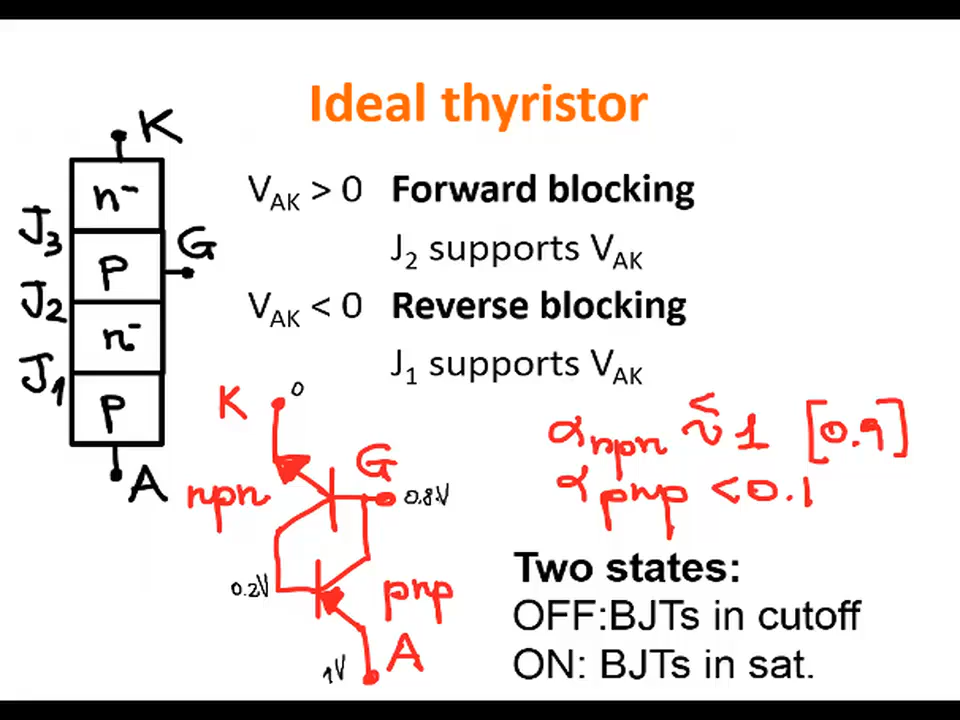 Ideal thyristor
K
n⁻
J₃
p
G
J₂
n⁻
J₁
p
A
V_AK > 0 Forward blocking
J₂ supports V_AK
V_AK < 0 Reverse blocking
J₁ supports V_AK
K 0
npn
G
0.8V
0.2V
pnp
A
1V
α_npn ≲ 1 [0.9]
α_pnp < 0.1
Two states:
OFF:BJTs in cutoff
ON: BJTs in sat.